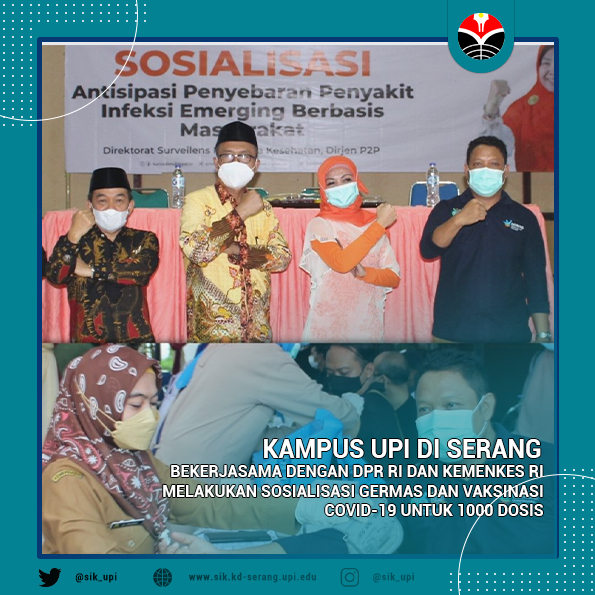 SOSIALISASI
Antisipasi Penyebaran Penyakit
Infeksi Emerging Berbasis
Masyarakat
Direktorat Surveilens Kesehatan, Dirjen P2P
KAMPUS UPI DI SERANG
BEKERJASAMA DENGAN DPR RI DAN KEMENKES RI
MELAKUKAN SOSIALISASI GERMAS DAN VAKSINASI
COVID-19 UNTUK 1000 DOSIS
@sik_upi
www.sik.kd-serang.upi.edu
@sik_upi